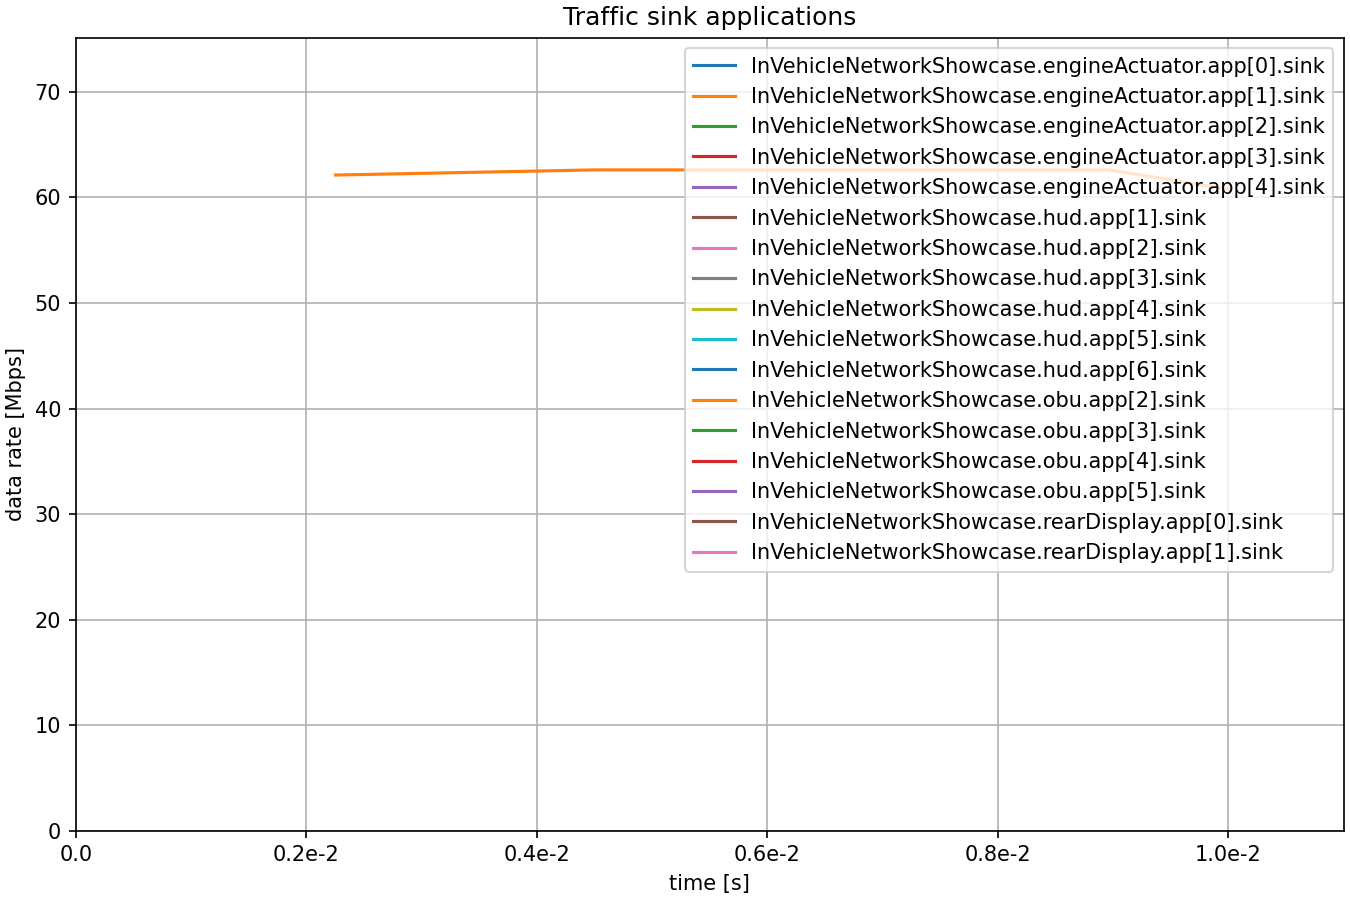 Traffic sink applications
InVehicleNetworkShowcase.engineActuator.app[0].sink
InVehicleNetworkShowcase.engineActuator.app[1].sink
InVehicleNetworkShowcase.engineActuator.app[2].sink
InVehicleNetworkShowcase.engineActuator.app[3].sink
InVehicleNetworkShowcase.engineActuator.app[4].sink
InVehicleNetworkShowcase.hud.app[1].sink
InVehicleNetworkShowcase.hud.app[2].sink
InVehicleNetworkShowcase.hud.app[3].sink
InVehicleNetworkShowcase.hud.app[4].sink
InVehicleNetworkShowcase.hud.app[5].sink
InVehicleNetworkShowcase.hud.app[6].sink
InVehicleNetworkShowcase.obu.app[2].sink
InVehicleNetworkShowcase.obu.app[3].sink
InVehicleNetworkShowcase.obu.app[4].sink
InVehicleNetworkShowcase.obu.app[5].sink
InVehicleNetworkShowcase.rearDisplay.app[0].sink
InVehicleNetworkShowcase.rearDisplay.app[1].sink
data rate [Mbps]
70
60
50
40
30
20
10
0
0.0 0.2e-2 0.4e-2 0.6e-2 0.8e-2 1.0e-2
time [s]